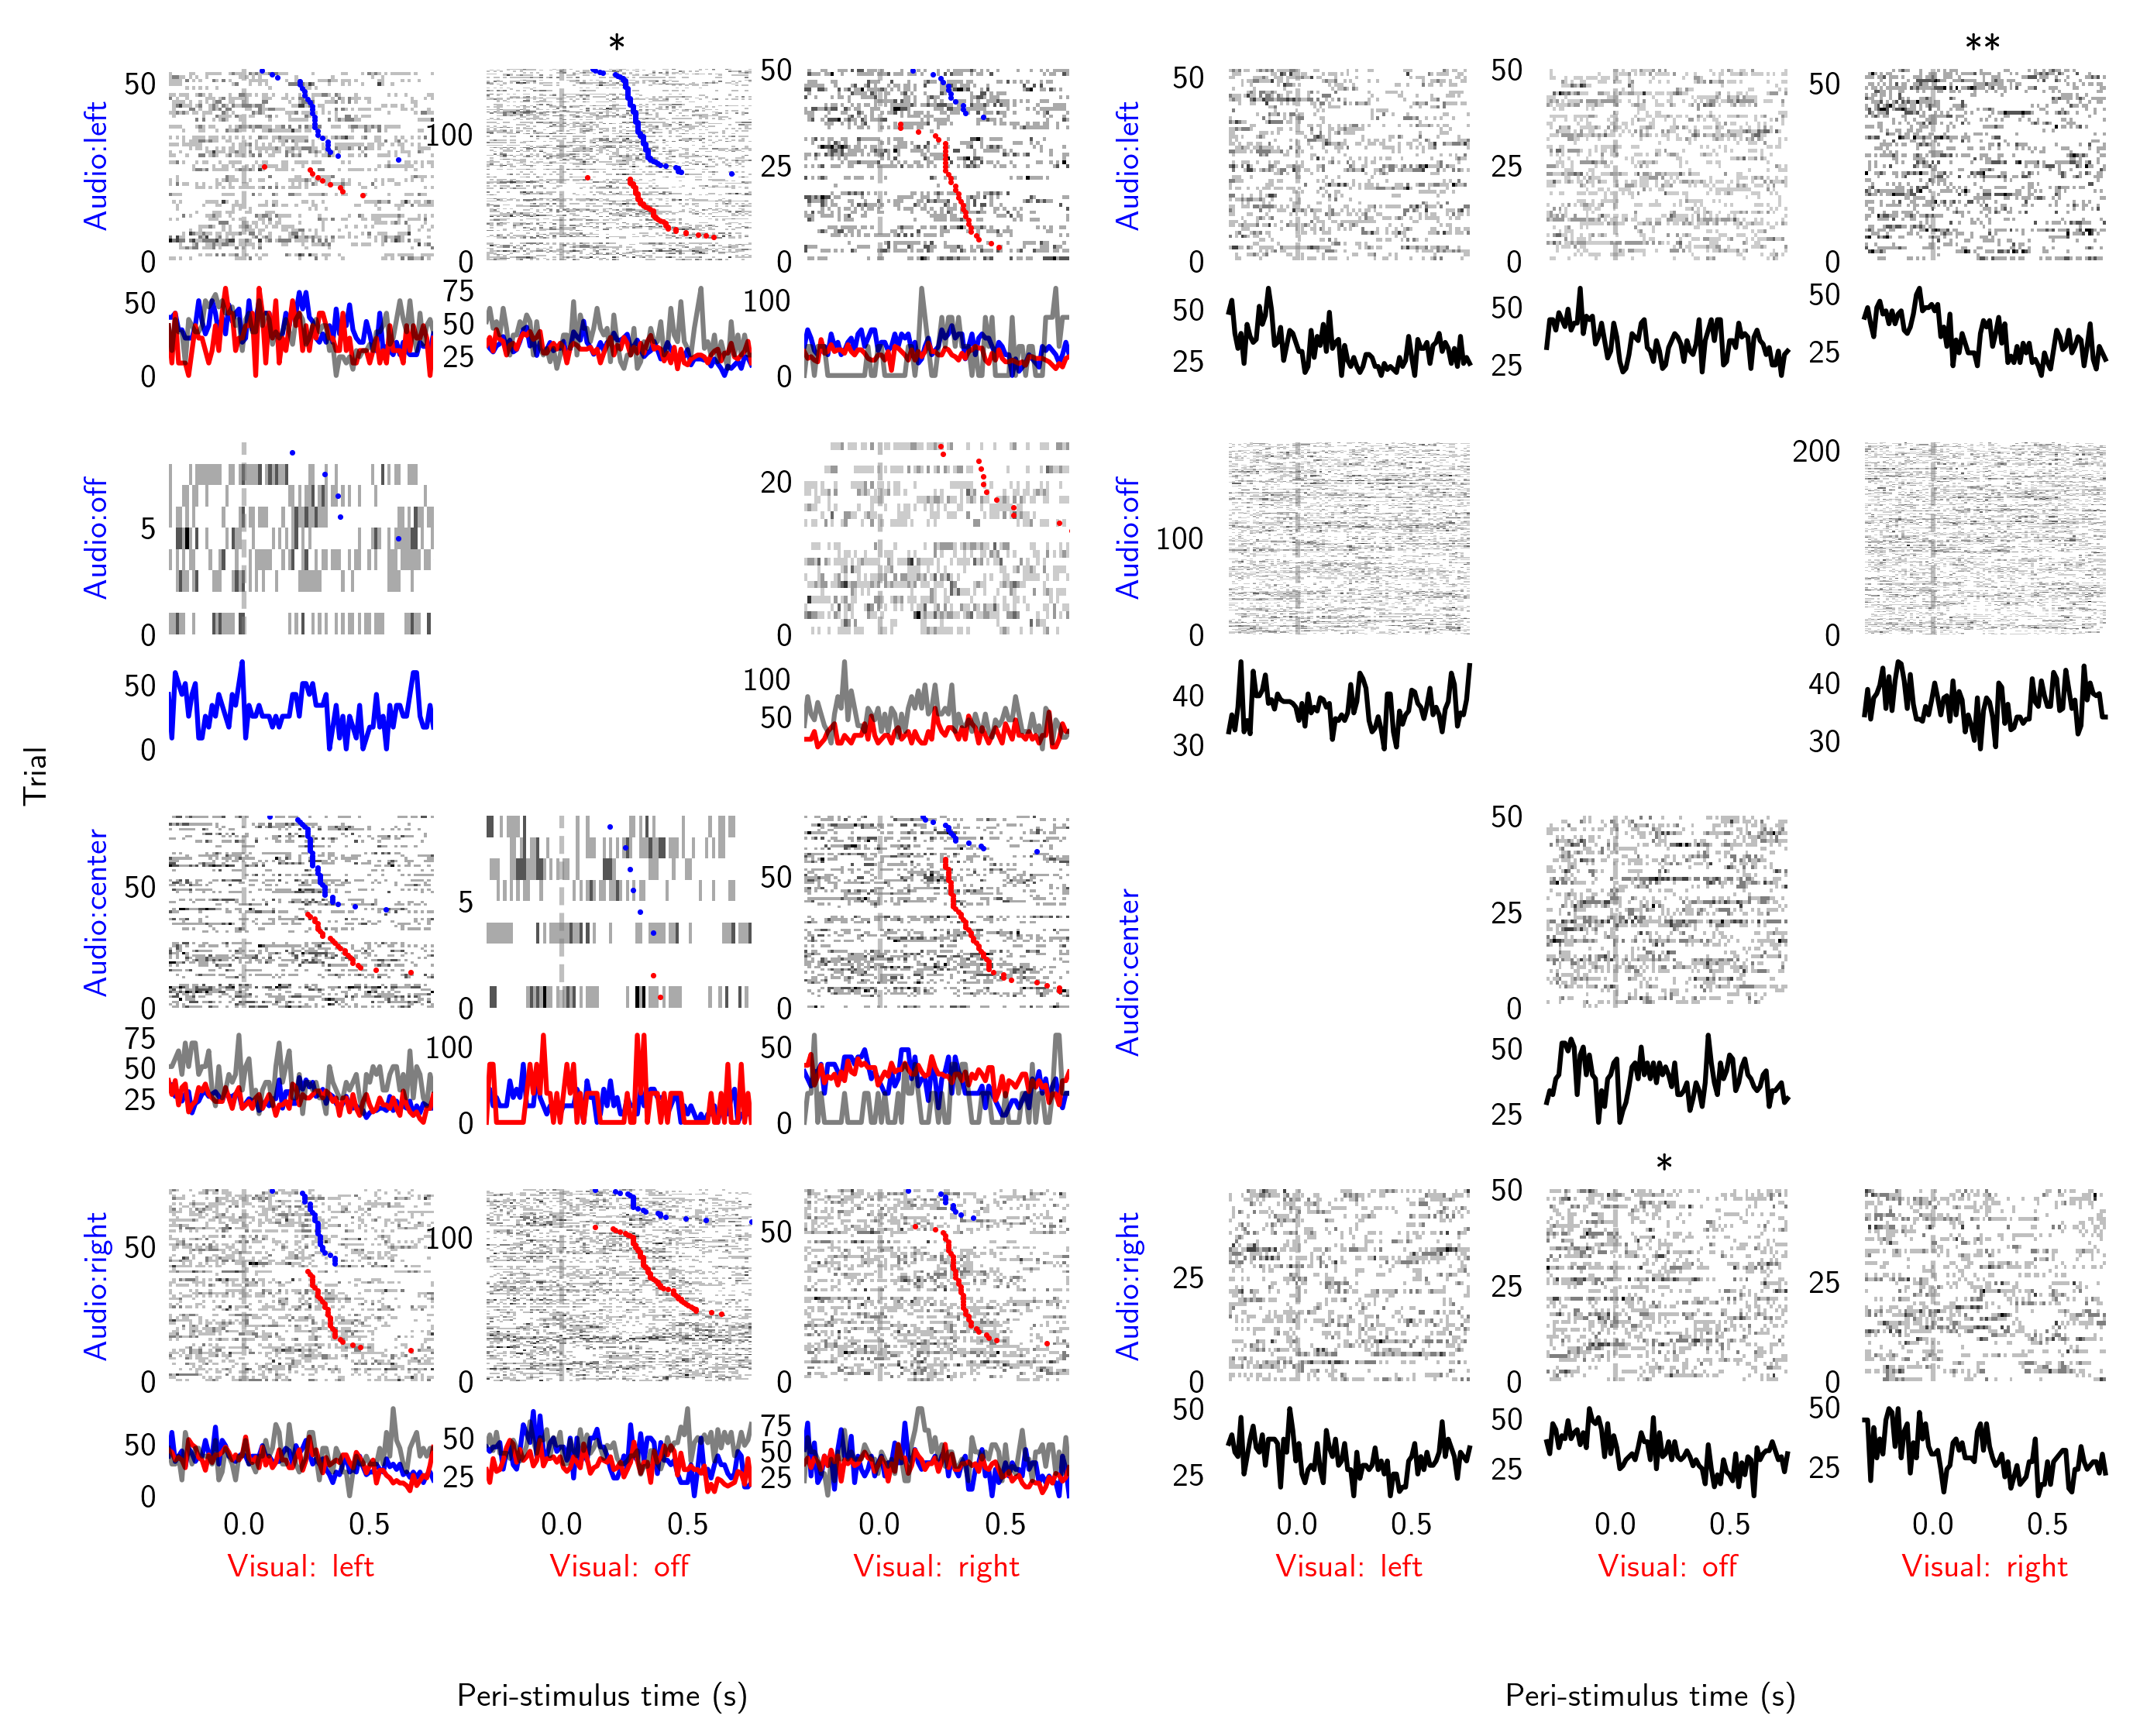 * **
50 100 50 25 0 50 50 25 50
Audio:left 0 0 0 Audio:left 0 0 0
50 0 75 50 25 100 0 50 25 50 25 50 25
Audio:off 5 0 20 0 Audio:off 100 0 200 0
50 0 100 50 40 30 40 30
Trial
Audio:center 50 0 5 0 50 0 Audio:center 50 25 0
75 50 25 100 0 50 0 50 25
*
Audio:right 50 0 100 0 50 0 Audio:right 25 0 50 25 0 25 0
50 0 50 25 75 50 25 50 25 50 25 50 25
0.0 0.5 0.0 0.5 0.0 0.5 0.0 0.5 0.0 0.5 0.0 0.5
Visual: left Visual: off Visual: right Visual: left Visual: off Visual: right
Peri-stimulus time (s) Peri-stimulus time (s)